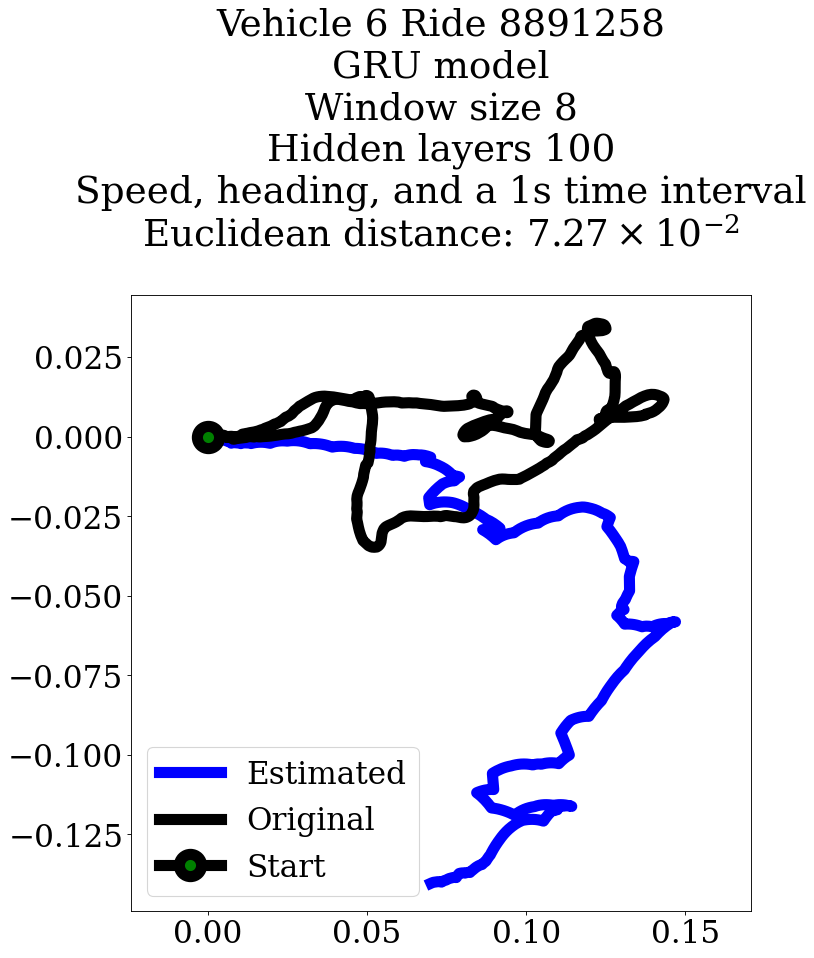 Vehicle 6 Ride 8891258
GRU model
Window size 8
Hidden layers 100
Speed, heading, and a 1s time interval
Euclidean distance: 7.27 × 10⁻²
0.025
0.000
−0.025
−0.050
−0.075
−0.100
−0.125
Estimated
Original
Start
0.00 0.05 0.10 0.15